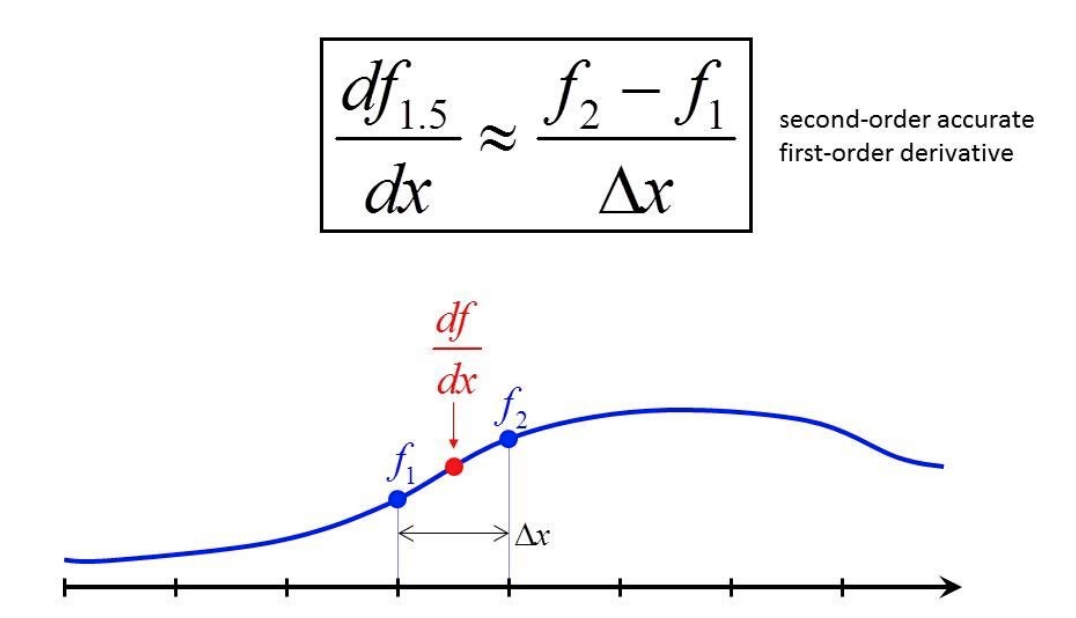 df₁.₅/dx ≈ (f₂ − f₁)/Δx
second-order accurate
first-order derivative
df/dx
f₂
f₁
Δx